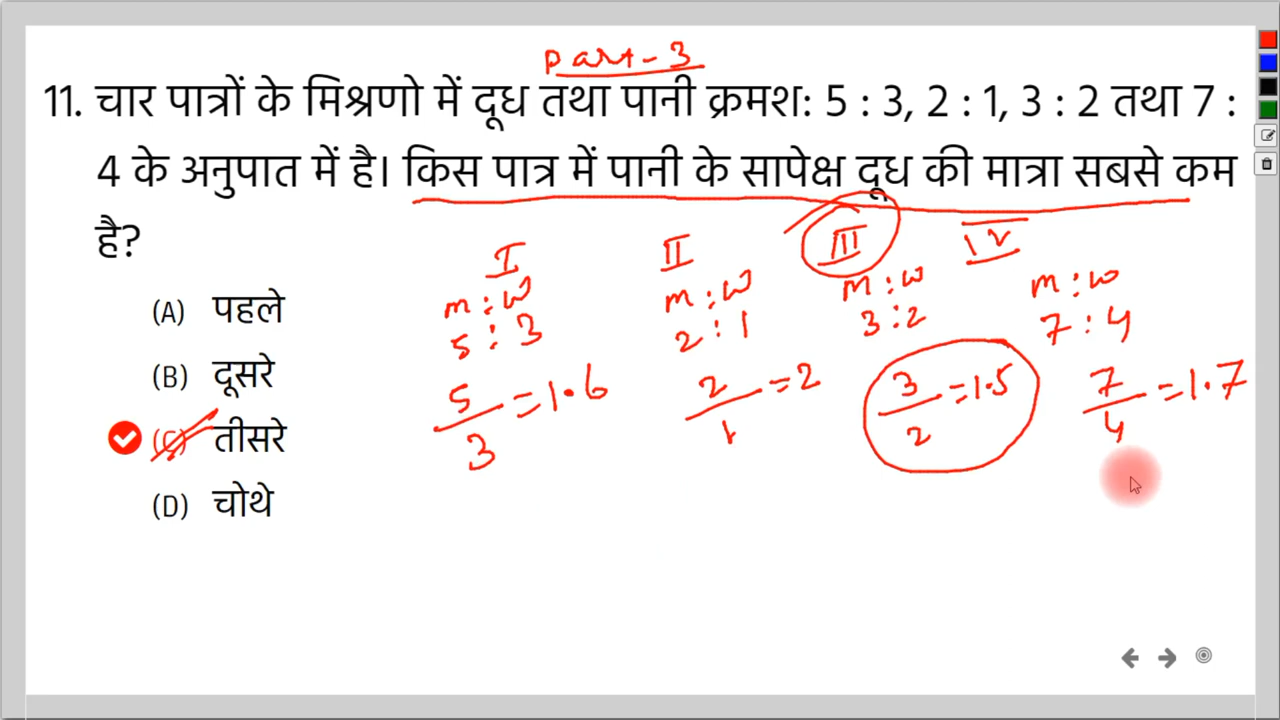 Part-3
11. चार पात्रों के मिश्रणो में दूध तथा पानी क्रमश: 5 : 3, 2 : 1, 3 : 2 तथा 7 :
4 के अनुपात में है। किस पात्र में पानी के सापेक्ष दूध की मात्रा सबसे कम
है?
I II III IV
m : w m : w m : w m : w
5 : 3 2 : 1 3 : 2 7 : 4
5/3 = 1.6 2/1 = 2 3/2 = 1.5 7/4 = 1.7
(A) पहले
(B) दूसरे
(C) तीसरे
(D) चोथे